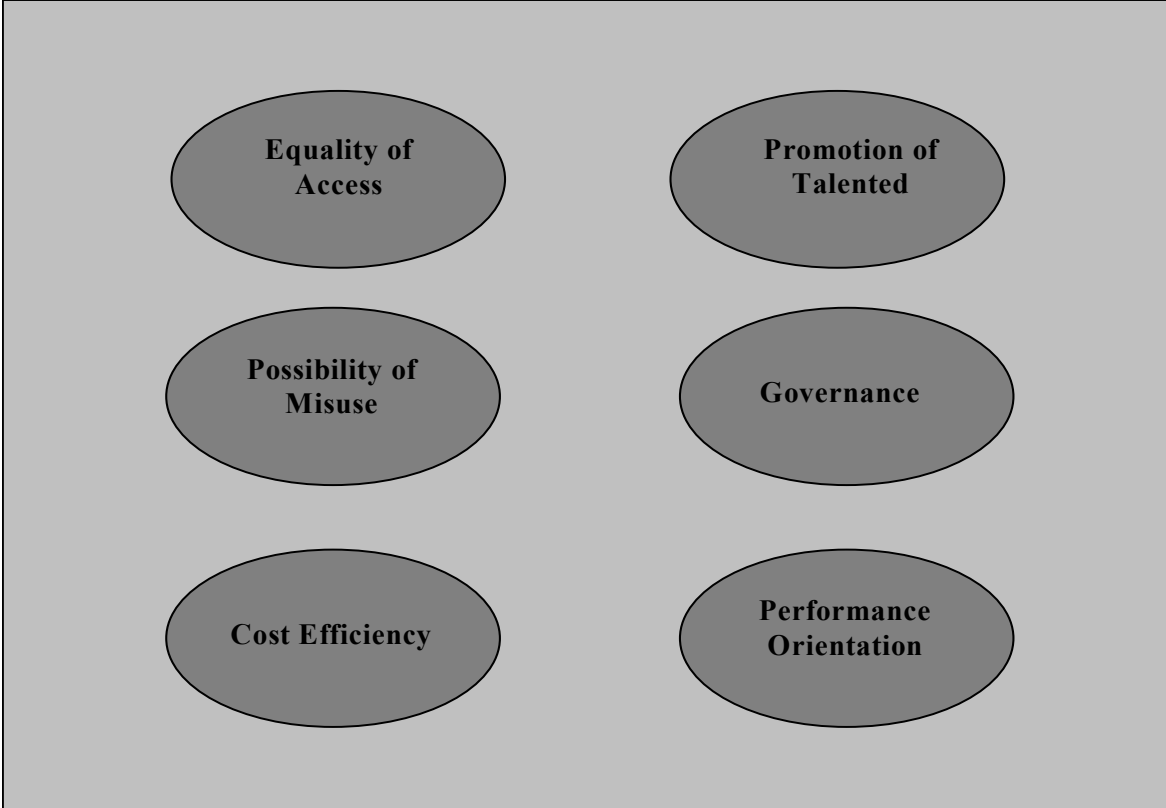 Equality of
Access
Promotion of
Talented
Possibility of
Misuse
Governance
Cost Efficiency
Performance
Orientation